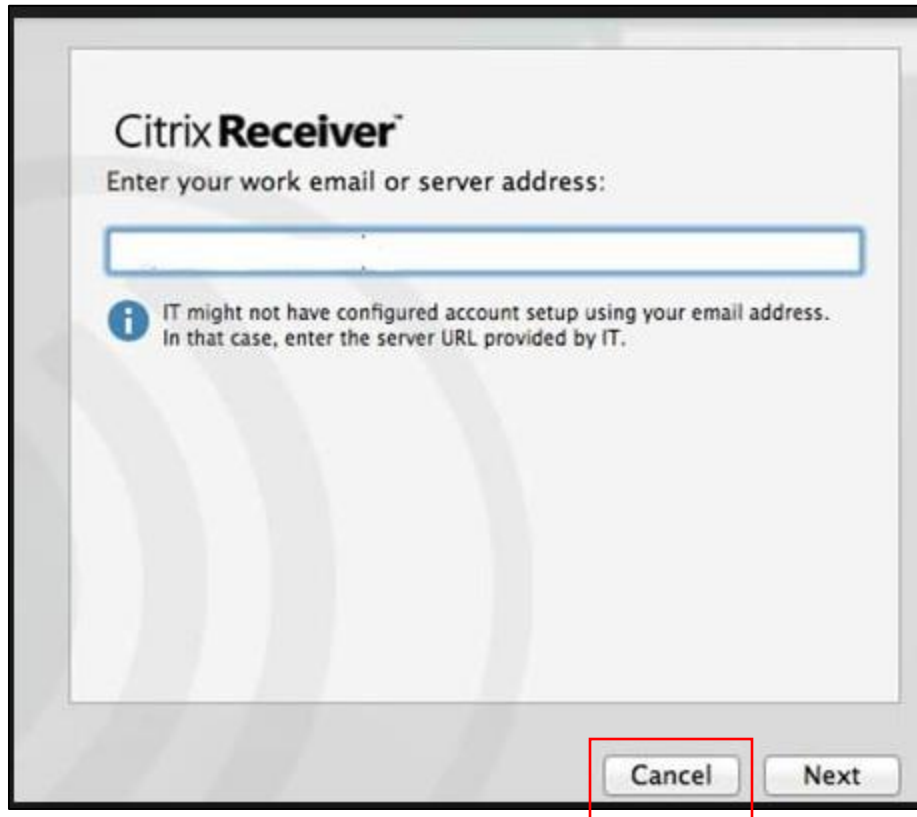 Citrix Receiver™
Enter your work email or server address:
IT might not have configured account setup using your email address.
In that case, enter the server URL provided by IT.
Cancel Next